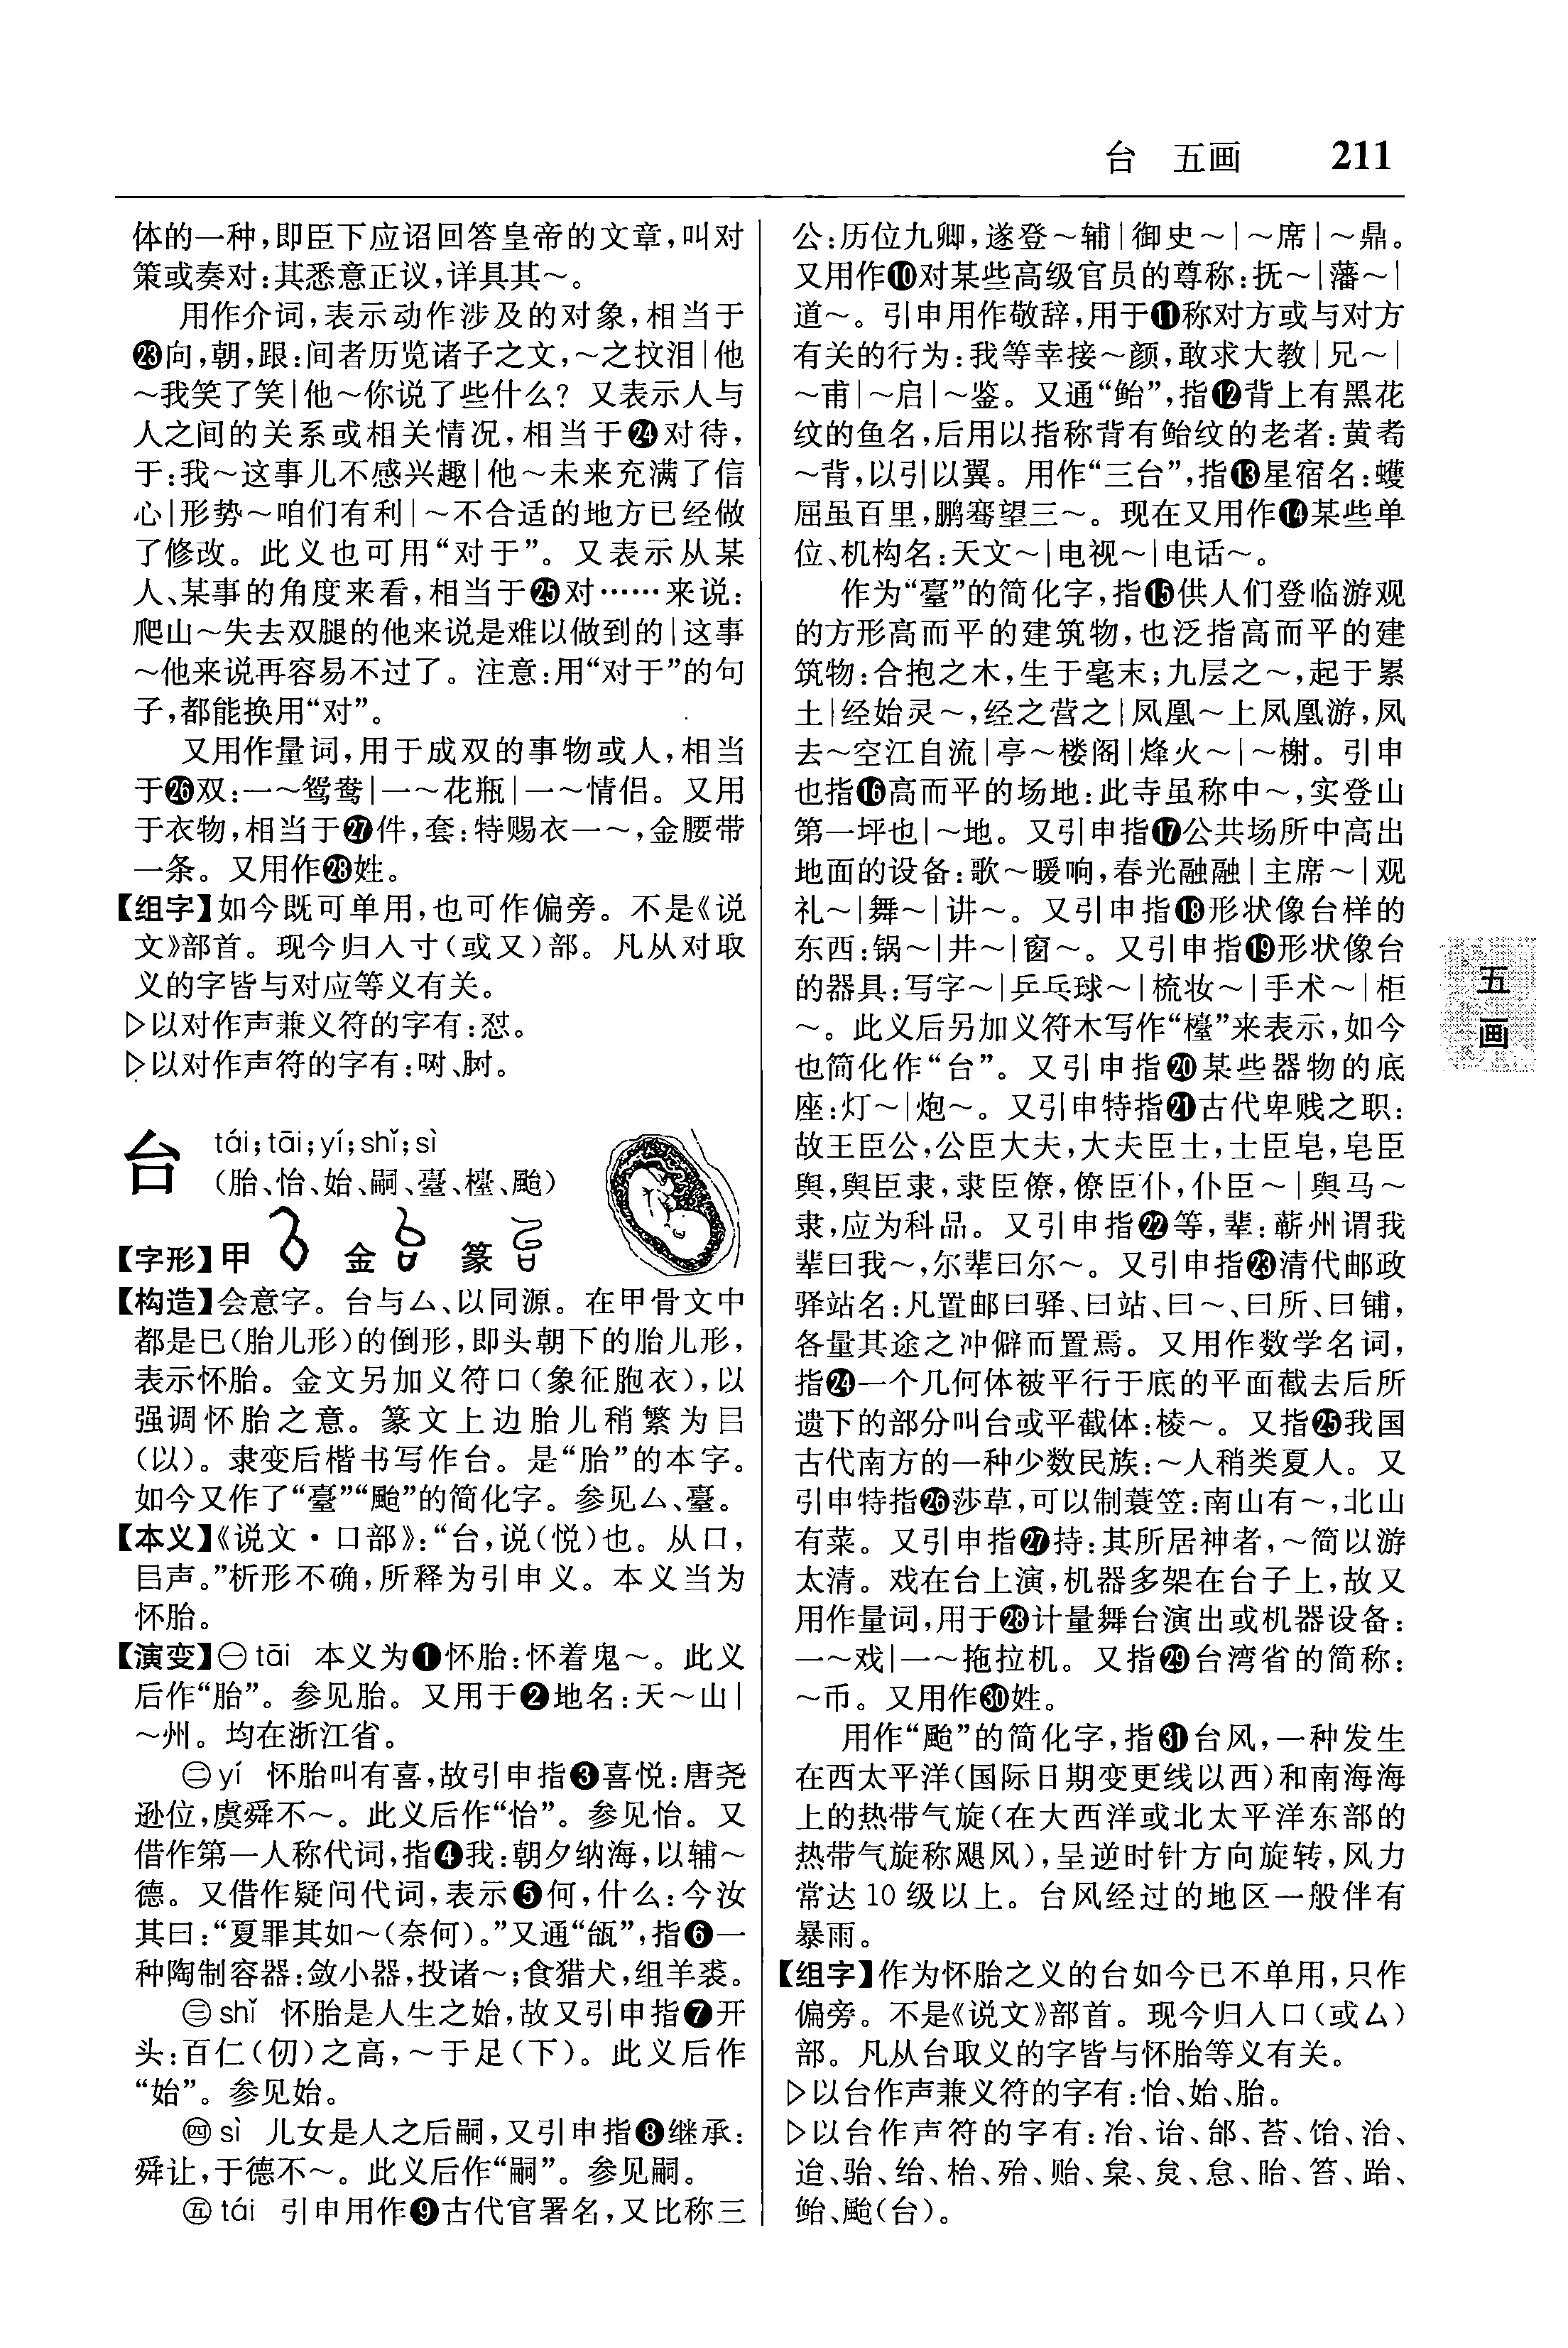 台 五画 211
体的一种,即臣下应诏回答皇帝的文章,叫对
策或奏对:其悉意正议,详具其～。
用作介词,表示动作涉及的对象,相当于
㉓向,朝,跟:间者历览诸子之文,～之抆泪|他
～我笑了笑|他～你说了些什么? 又表示人与
人之间的关系或相关情况,相当于㉔对待,
于:我～这事儿不感兴趣|他～未来充满了信
心|形势～咱们有利|～不合适的地方已经做
了修改。此义也可用“对于”。又表示从某
人、某事的角度来看,相当于㉕对……来说:
爬山～失去双腿的他来说是难以做到的|这事
～他来说再容易不过了。注意:用“对于”的句
子,都能换用“对”。
又用作量词,用于成双的事物或人,相当
于㉖双:一～鸳鸯|一～花瓶|一～情侣。又用
于衣物,相当于㉗件,套:特赐衣一～,金腰带
一条。又用作㉘姓。
【组字】如今既可单用,也可作偏旁。不是《说
文》部首。现今归入寸(或又)部。凡从对取
义的字皆与对应等义有关。
▷以对作声兼义符的字有:怼。
▷以对作声符的字有:㕑、㣈。
台 tái;tāi;yí;shǐ;sì
(胎、怡、始、嗣、臺、檯、颱)
【字形】甲 金 篆
【构造】会意字。台与厶、以同源。在甲骨文中
都是巳(胎儿形)的倒形,即头朝下的胎儿形,
表示怀胎。金文另加义符口(象征胞衣),以
强调怀胎之意。篆文上边胎儿稍繁为㠯
(以)。隶变后楷书写作台。是“胎”的本字。
如今又作了“臺”“颱”的简化字。参见厶、臺。
【本义】《说文·口部》:“台,说(悦)也。从口,
㠯声。”析形不确,所释为引申义。本义当为
怀胎。
【演变】㊀tāi 本义为❶怀胎:怀着鬼～。此义
后作“胎”。参见胎。又用于❷地名:天～山|
～州。均在浙江省。
㊁yí 怀胎叫有喜,故引申指❸喜悦:唐尧
逊位,虞舜不～。此义后作“怡”。参见怡。又
借作第一人称代词,指❹我:朝夕纳海,以辅～
德。又借作疑问代词,表示❺何,什么:今汝
其曰:“夏罪其如～(奈何)。”又通“瓵”,指❻一
种陶制容器:敛小器,投诸～;食猎犬,组羊裘。
㊂shǐ 怀胎是人生之始,故又引申指❼开
头:百仁(仞)之高,～于足(下)。此义后作
“始”。参见始。
㊃sì 儿女是人之后嗣,又引申指❽继承:
舜让,于德不～。此义后作“嗣”。参见嗣。
㊄tái 引申用作❾古代官署名,又比称三
公:历位九卿,遂登～辅|御史～|～席|～鼎。
又用作❿对某些高级官员的尊称:抚～|藩～|
道～。引申用作敬辞,用于⓫称对方或与对方
有关的行为:我等幸接～颜,敢求大教|兄～|
～甫|～启|～鉴。又通“鲐”,指⓬背上有黑花
纹的鱼名,后用以指称背有鲐纹的老者:黄耇
～背,以引以翼。用作“三台”,指⓭星宿名:蠖
屈虽百里,鹏骞望三～。现在又用作⓮某些单
位、机构名:天文～|电视～|电话～。
作为“臺”的简化字,指⓯供人们登临游观
的方形高而平的建筑物,也泛指高而平的建
筑物:合抱之木,生于毫末;九层之～,起于累
土|经始灵～,经之营之|凤凰～上凤凰游,凤
去～空江自流|亭～楼阁|烽火～|～榭。引申
也指⓰高而平的场地:此寺虽称中～,实登山
第一坪也|～地。又引申指⓱公共场所中高出
地面的设备:歌～暖响,春光融融|主席～|观
礼～|舞～|讲～。又引申指⓲形状像台样的
东西:锅～|井～|窗～。又引申指⓳形状像台
的器具:写字～|乒乓球～|梳妆～|手术～|柜
～。此义后另加义符木写作“檯”来表示,如今
也简化作“台”。又引申指⓴某些器物的底
座:灯～|炮～。又引申特指㉑古代卑贱之职:
故王臣公,公臣大夫,大夫臣士,士臣皂,皂臣
舆,舆臣隶,隶臣僚,僚臣仆,仆臣～|舆马～
隶,应为科品。又引申指㉒等,辈:蕲州谓我
辈曰我～,尔辈曰尔～。又引申指㉓清代邮政
驿站名:凡置邮曰驿、曰站、曰～、曰所、曰铺,
各量其途之冲僻而置焉。又用作数学名词,
指㉔一个几何体被平行于底的平面截去后所
遗下的部分叫台或平截体:棱～。又指㉕我国
古代南方的一种少数民族:～人稍类夏人。又
引申特指㉖莎草,可以制蓑笠:南山有～,北山
有菜。又引申指㉗持:其所居神者,～简以游
太清。戏在台上演,机器多架在台子上,故又
用作量词,用于㉘计量舞台演出或机器设备:
一～戏|一～拖拉机。又指㉙台湾省的简称:
～币。又用作㉚姓。
用作“颱”的简化字,指㉛台风,一种发生
在西太平洋(国际日期变更线以西)和南海海
上的热带气旋(在大西洋或北太平洋东部的
热带气旋称飓风),呈逆时针方向旋转,风力
常达 10 级以上。台风经过的地区一般伴有
暴雨。
【组字】作为怀胎之义的台如今已不单用,只作
偏旁。不是《说文》部首。现今归入口(或厶)
部。凡从台取义的字皆与怀胎等义有关。
▷以台作声兼义符的字有:怡、始、胎。
▷以台作声符的字有:冶、诒、邰、苔、饴、治、
迨、骀、绐、枱、殆、贻、枲、炱、怠、眙、笞、跆、
鲐、颱(台)。
五画